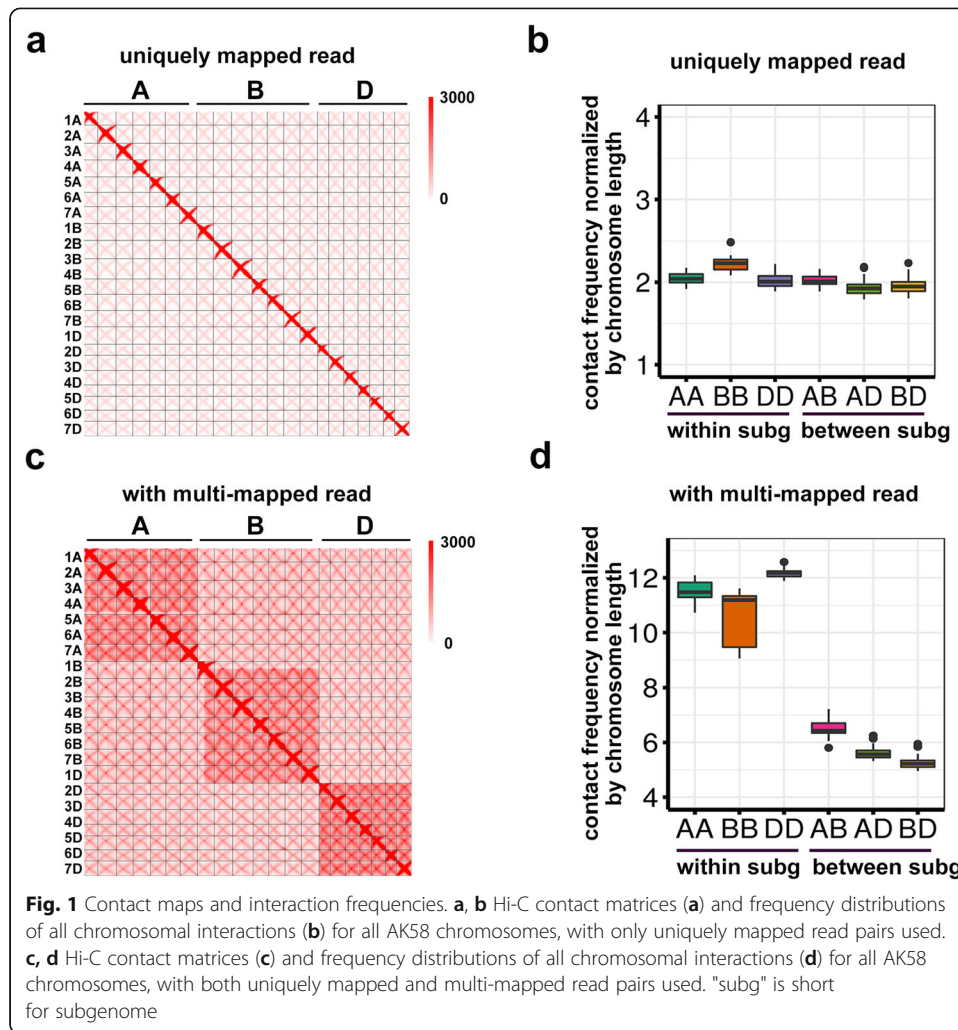 a
uniquely mapped read
A B D
3000
0
1A
2A
3A
4A
5A
6A
7A
1B
2B
3B
4B
5B
6B
7B
1D
2D
3D
4D
5D
6D
7D
b
uniquely mapped read
contact frequency normalized
by chromosome length
4
3
2
1
AA BB DD AB AD BD
within subg between subg
c
with multi-mapped read
A B D
3000
0
1A
2A
3A
4A
5A
6A
7A
1B
2B
3B
4B
5B
6B
7B
1D
2D
3D
4D
5D
6D
7D
d
with multi-mapped read
contact frequency normalized
by chromosome length
12
10
8
6
4
AA BB DD AB AD BD
within subg between subg
Fig. 1 Contact maps and interaction frequencies. a, b Hi-C contact matrices (a) and frequency distributions
of all chromosomal interactions (b) for all AK58 chromosomes, with only uniquely mapped read pairs used.
c, d Hi-C contact matrices (c) and frequency distributions of all chromosomal interactions (d) for all AK58
chromosomes, with both uniquely mapped and multi-mapped read pairs used. "subg" is short
for subgenome